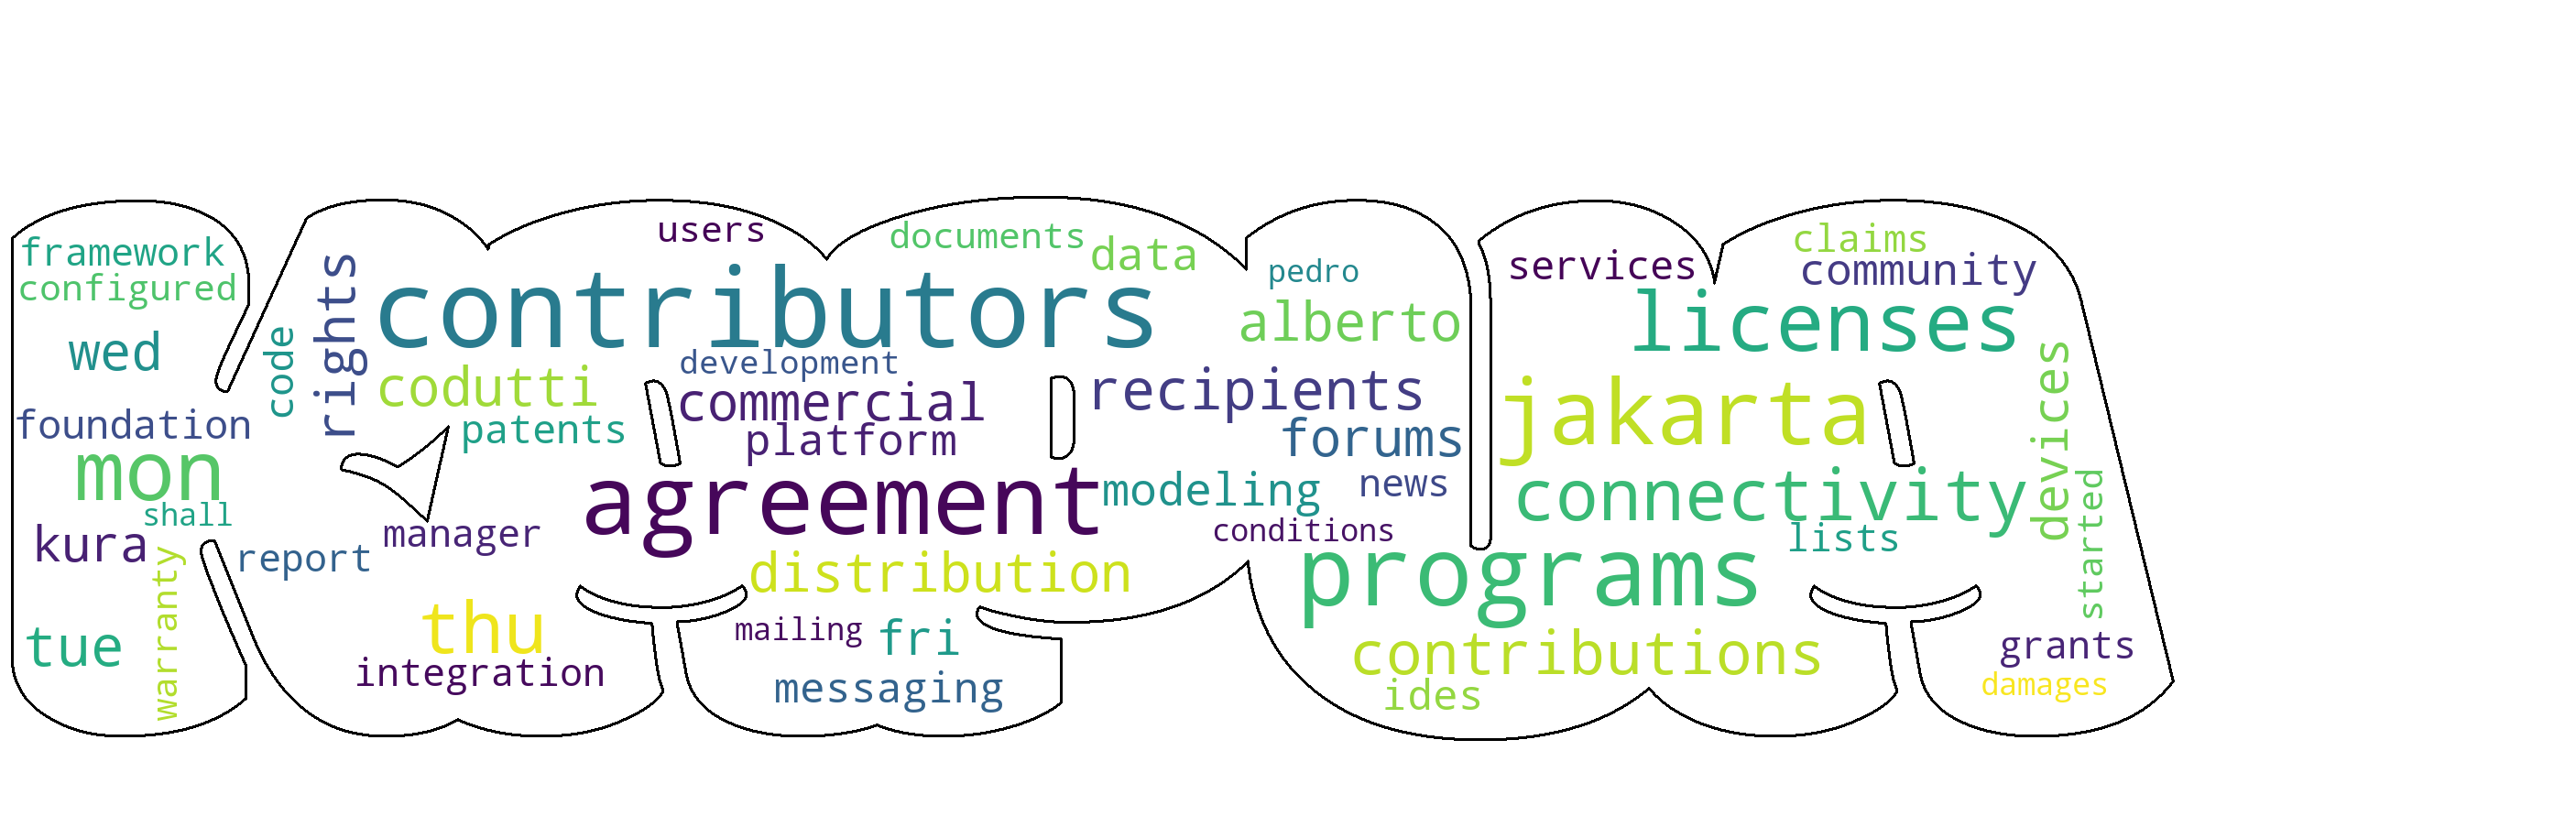 framework
configured
wed
foundation
mon
shall
kura
warranty
tue
code
rights
report
users
contributors
codutti
development
commercial
patents
platform
agreement
manager
distribution
thu
integration
mailing
fri
messaging
documents
data
pedro
alberto
recipients
forums
modeling
news
conditions
programs
contributions
ides
services
claims
community
licenses
jakarta
connectivity
lists
devices
started
grants
damages